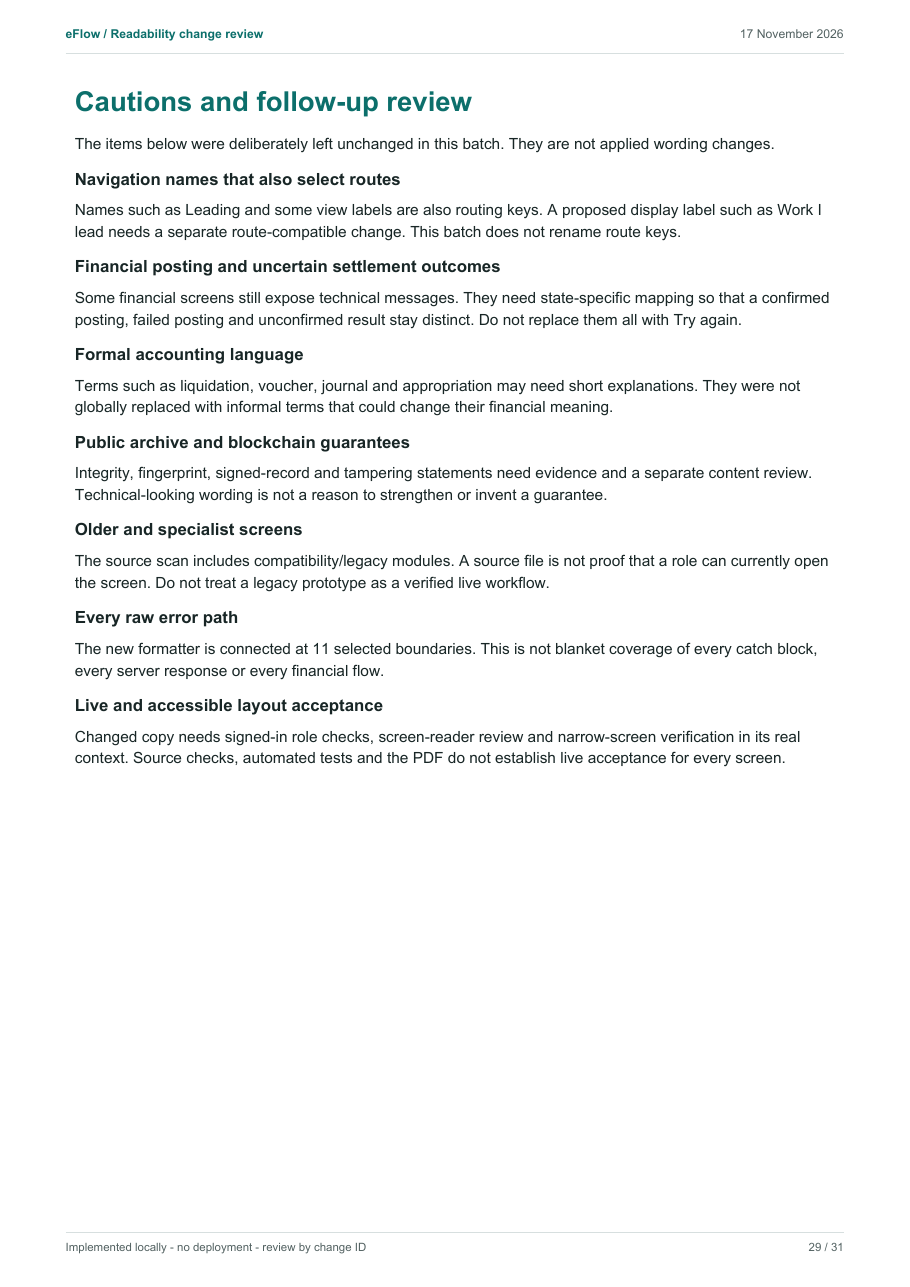 eFlow / Readability change review
17 November 2026
Cautions and follow-up review
The items below were deliberately left unchanged in this batch. They are not applied wording changes.
Navigation names that also select routes
Names such as Leading and some view labels are also routing keys. A proposed display label such as Work I
lead needs a separate route-compatible change. This batch does not rename route keys.
Financial posting and uncertain settlement outcomes
Some financial screens still expose technical messages. They need state-specific mapping so that a confirmed
posting, failed posting and unconfirmed result stay distinct. Do not replace them all with Try again.
Formal accounting language
Terms such as liquidation, voucher, journal and appropriation may need short explanations. They were not
globally replaced with informal terms that could change their financial meaning.
Public archive and blockchain guarantees
Integrity, fingerprint, signed-record and tampering statements need evidence and a separate content review.
Technical-looking wording is not a reason to strengthen or invent a guarantee.
Older and specialist screens
The source scan includes compatibility/legacy modules. A source file is not proof that a role can currently open
the screen. Do not treat a legacy prototype as a verified live workflow.
Every raw error path
The new formatter is connected at 11 selected boundaries. This is not blanket coverage of every catch block,
every server response or every financial flow.
Live and accessible layout acceptance
Changed copy needs signed-in role checks, screen-reader review and narrow-screen verification in its real
context. Source checks, automated tests and the PDF do not establish live acceptance for every screen.
Implemented locally - no deployment - review by change ID
29 / 31